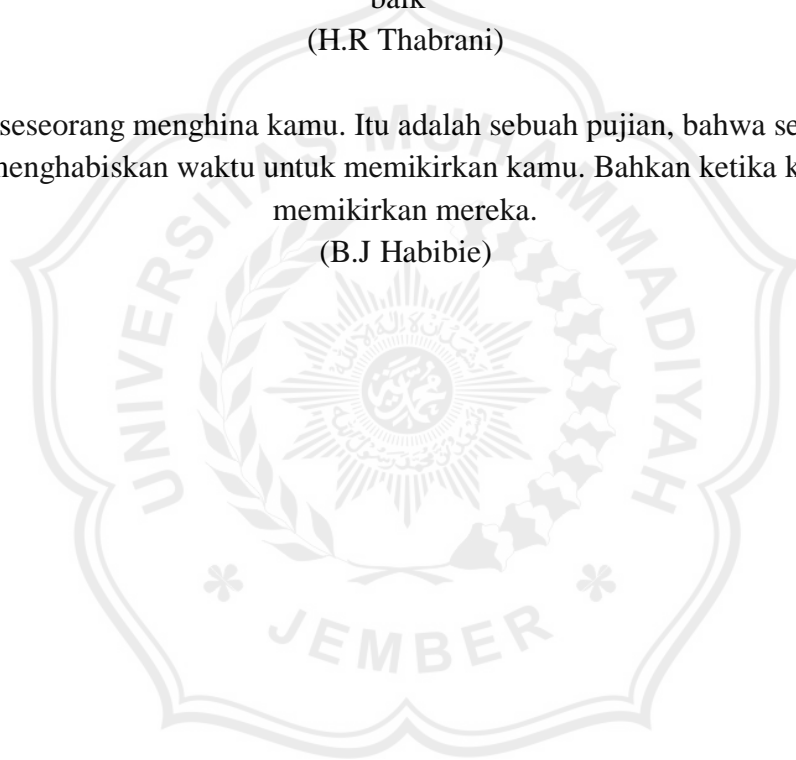 baik
(H.R Thabrani)
seseorang menghina kamu. Itu adalah sebuah pujian, bahwa se
menghabiskan waktu untuk memikirkan kamu. Bahkan ketika k
memikirkan mereka.
(B.J Habibie)
UNIVERSITAS MUHAMMADIYAH
JEMBER